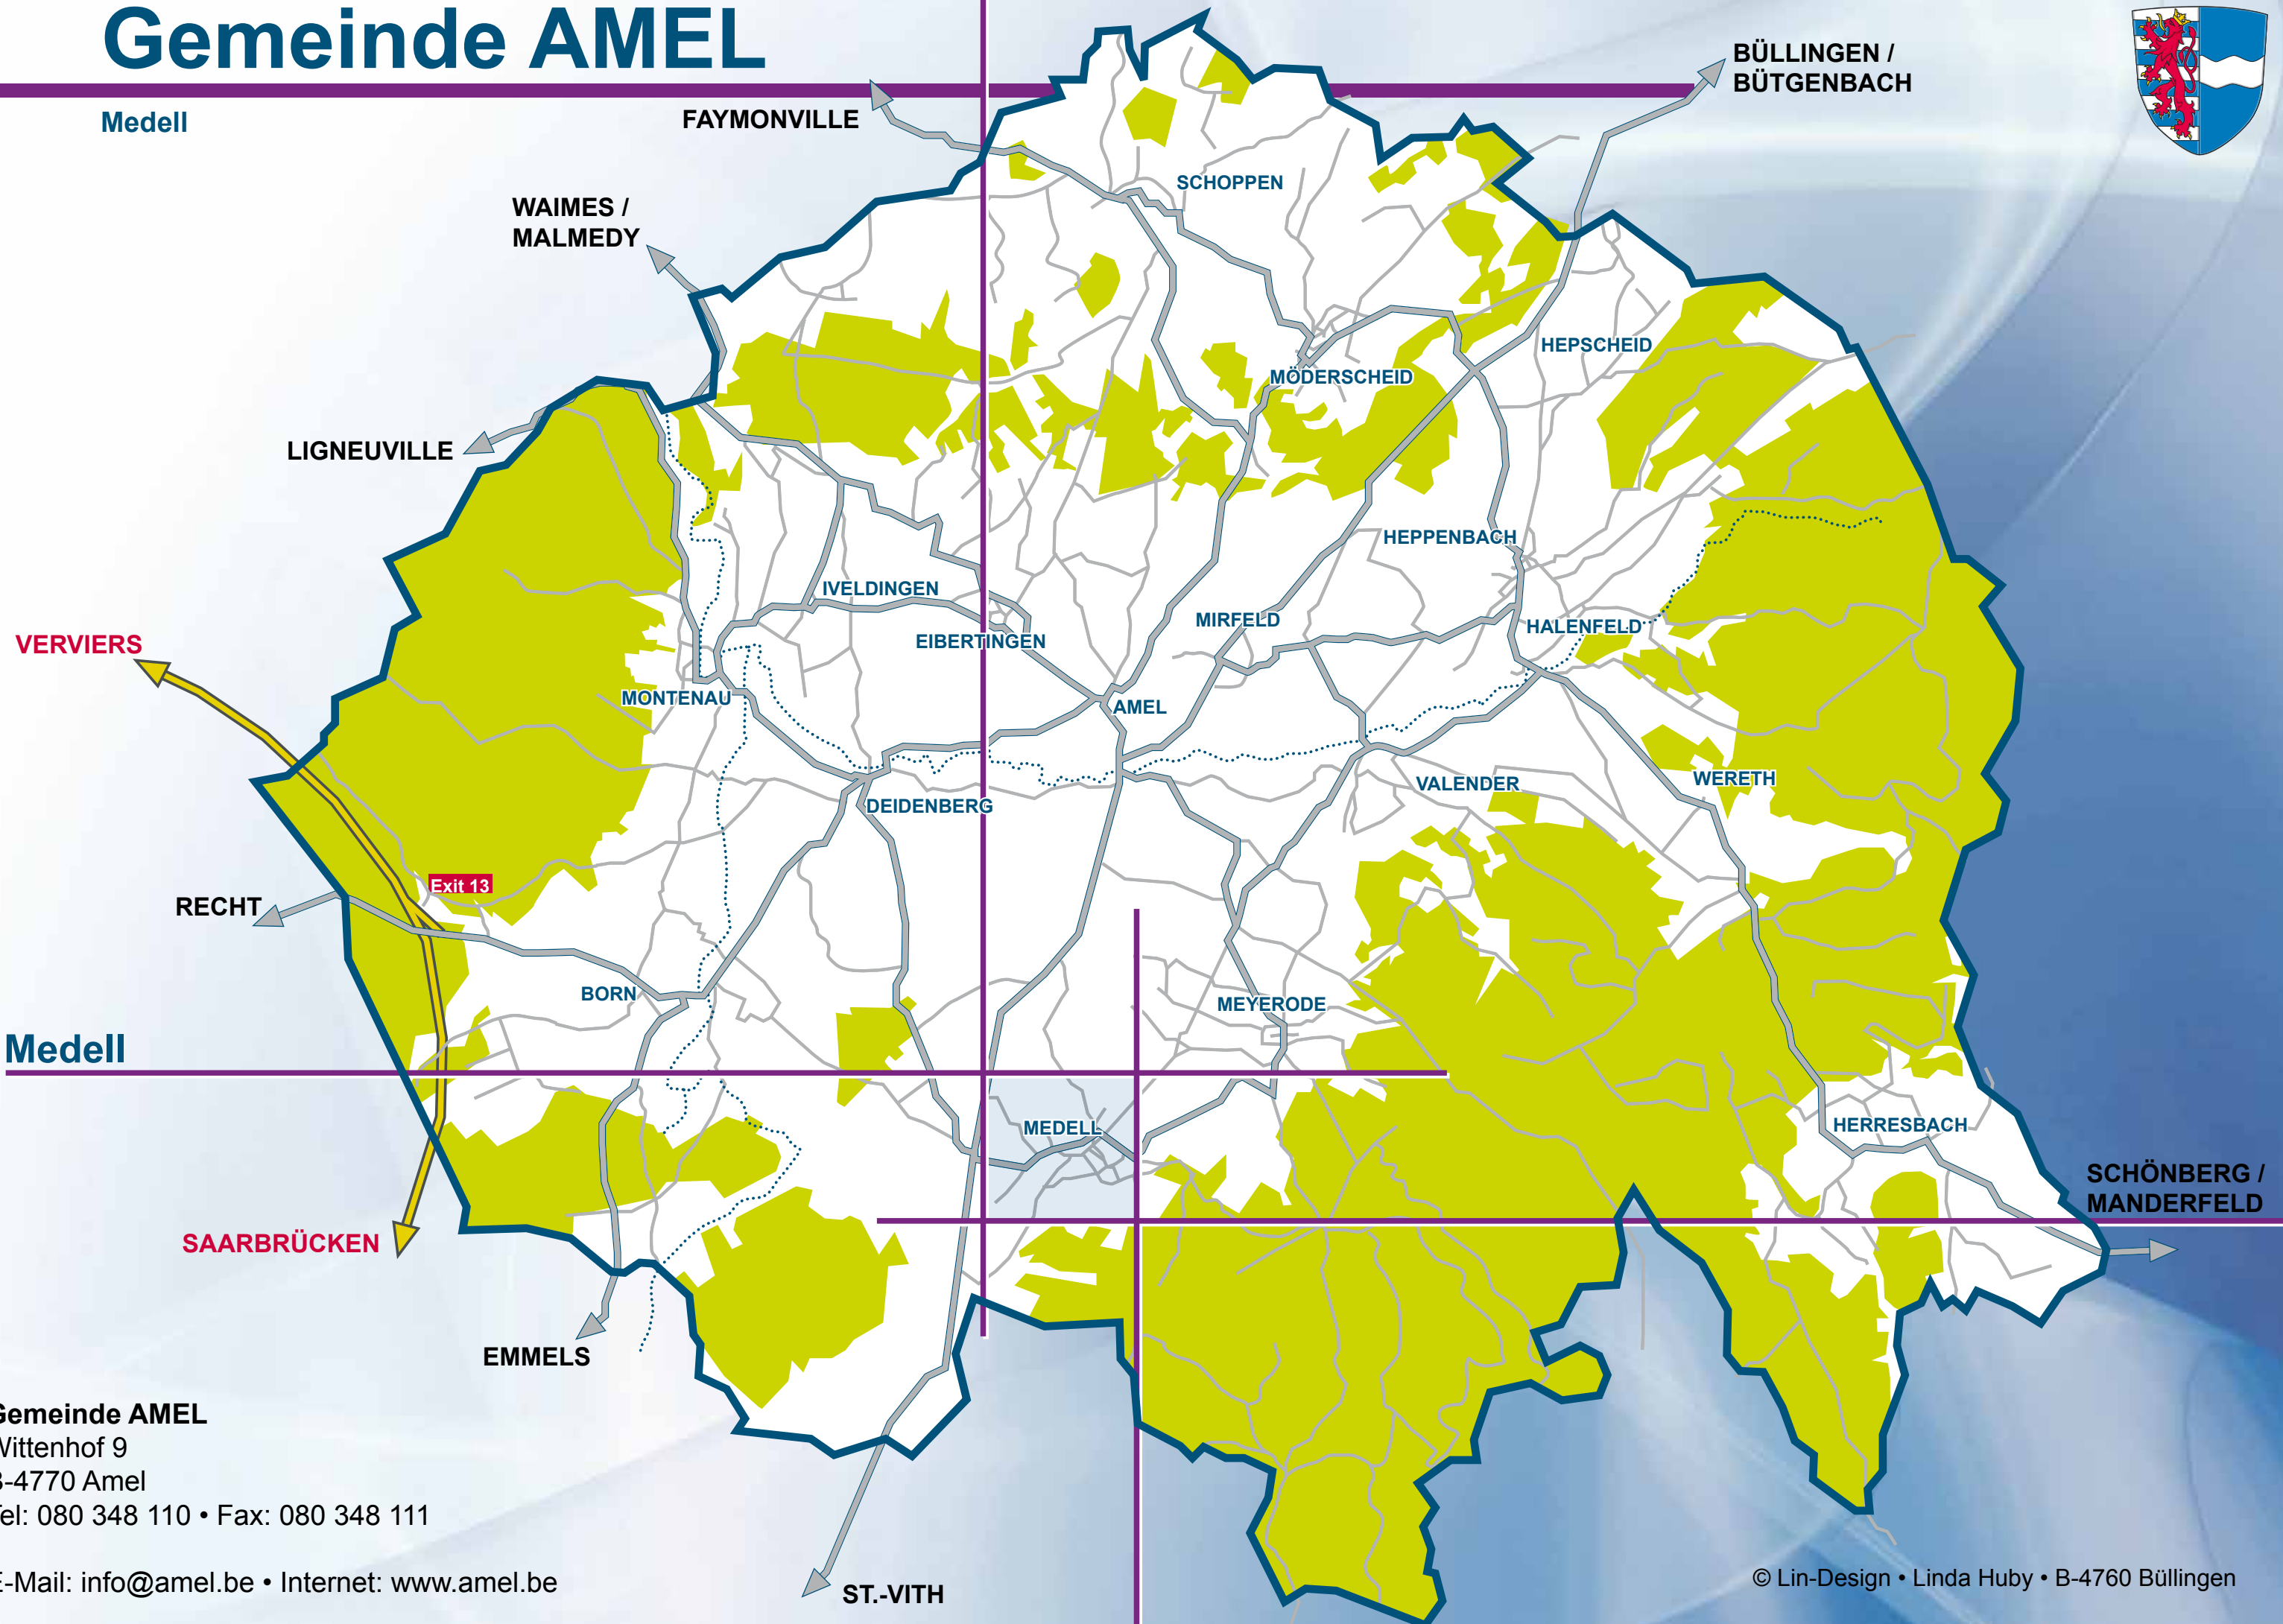 Gemeinde AMEL
Medell
BÜLLINGEN /
BÜTGENBACH
FAYMONVILLE
SCHOPPEN
WAIMES /
MALMEDY
HEPSCHEID
MÖDERSCHEID
LIGNEUVILLE
HEPPENBACH
IVELDINGEN
MIRFELD
HALENFELD
EIBERTINGEN
VERVIERS
MONTENAU
AMEL
WERETH
VALENDER
DEIDENBERG
Exit 13
RECHT
BORN
MEYERODE
Medell
HERRESBACH
MEDELL
SCHÖNBERG /
MANDERFELD
SAARBRÜCKEN
EMMELS
Gemeinde AMEL
Wittenhof 9
B-4770 Amel
Tel: 080 348 110 • Fax: 080 348 111
E-Mail: info@amel.be • Internet: www.amel.be
ST.-VITH
© Lin-Design • Linda Huby • B-4760 Büllingen